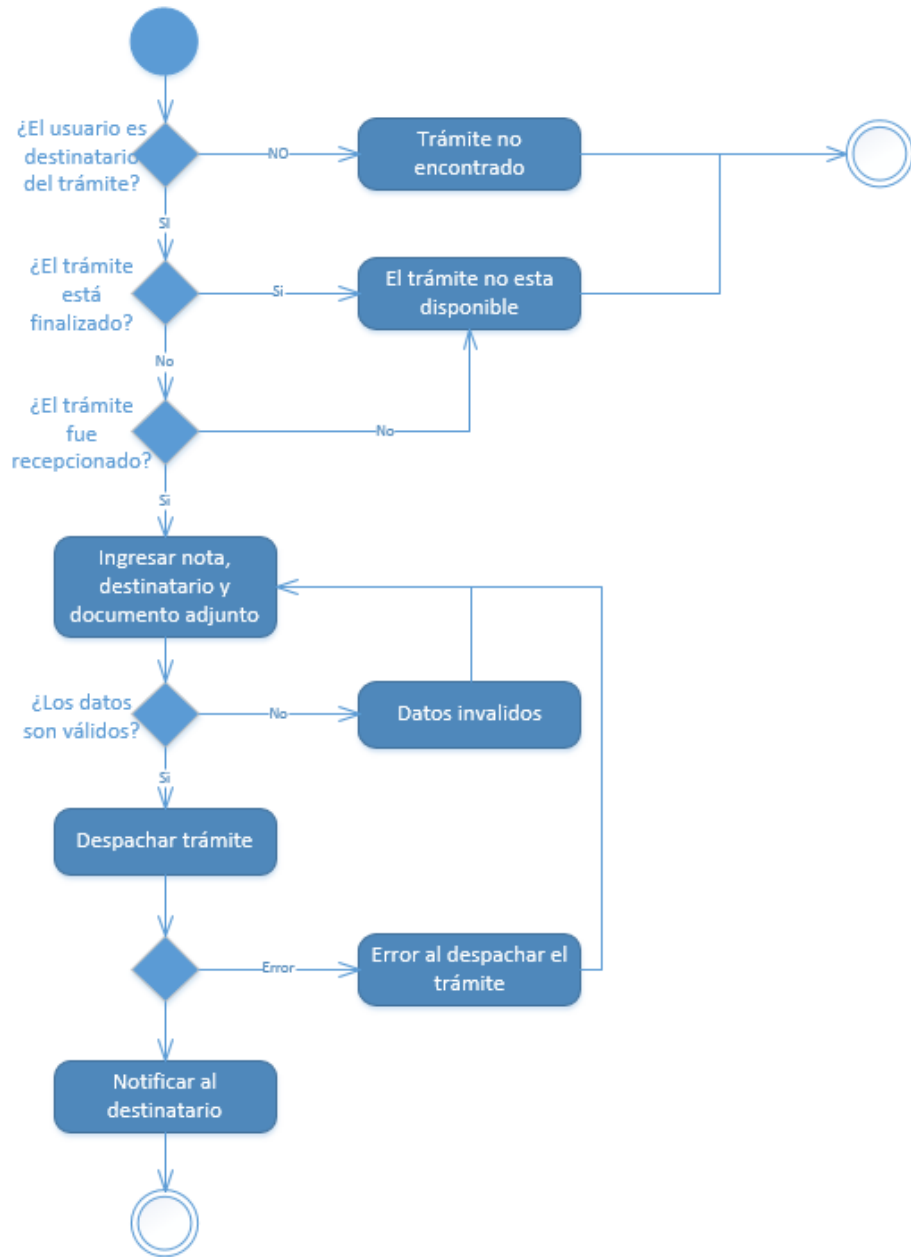 ¿El usuario es
destinatario
del trámite?
NO
Trámite no
encontrado
SI
¿El trámite
está
finalizado?
Si
El trámite no esta
disponible
No
¿El trámite
fue
recepcionado?
No
Si
Ingresar nota,
destinatario y
documento adjunto
¿Los datos
son válidos?
No
Datos invalidos
Si
Despachar trámite
Error
Error al despachar el
trámite
Notificar al
destinatario